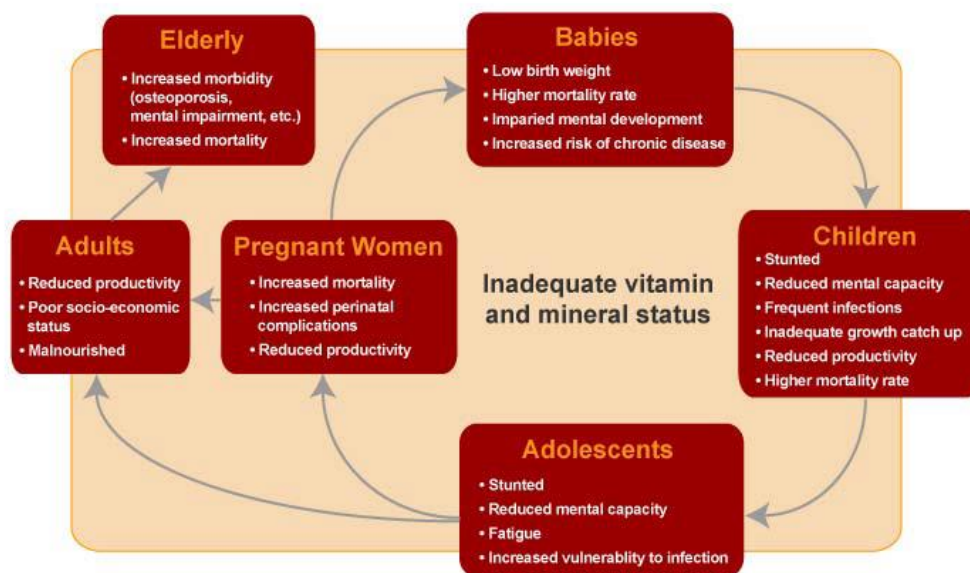 Elderly
• Increased morbidity
(osteoporosis,
mental impairment, etc.)
• Increased mortality
Babies
• Low birth weight
• Higher mortality rate
• Imparied mental development
• Increased risk of chronic disease
Adults
• Reduced productivity
• Poor socio-economic
status
• Malnourished
Pregnant Women
• Increased mortality
• Increased perinatal
complications
• Reduced productivity
Inadequate vitamin
and mineral status
Children
• Stunted
• Reduced mental capacity
• Frequent infections
• Inadequate growth catch up
• Reduced productivity
• Higher mortality rate
Adolescents
• Stunted
• Reduced mental capacity
• Fatigue
• Increased vulnerablity to infection